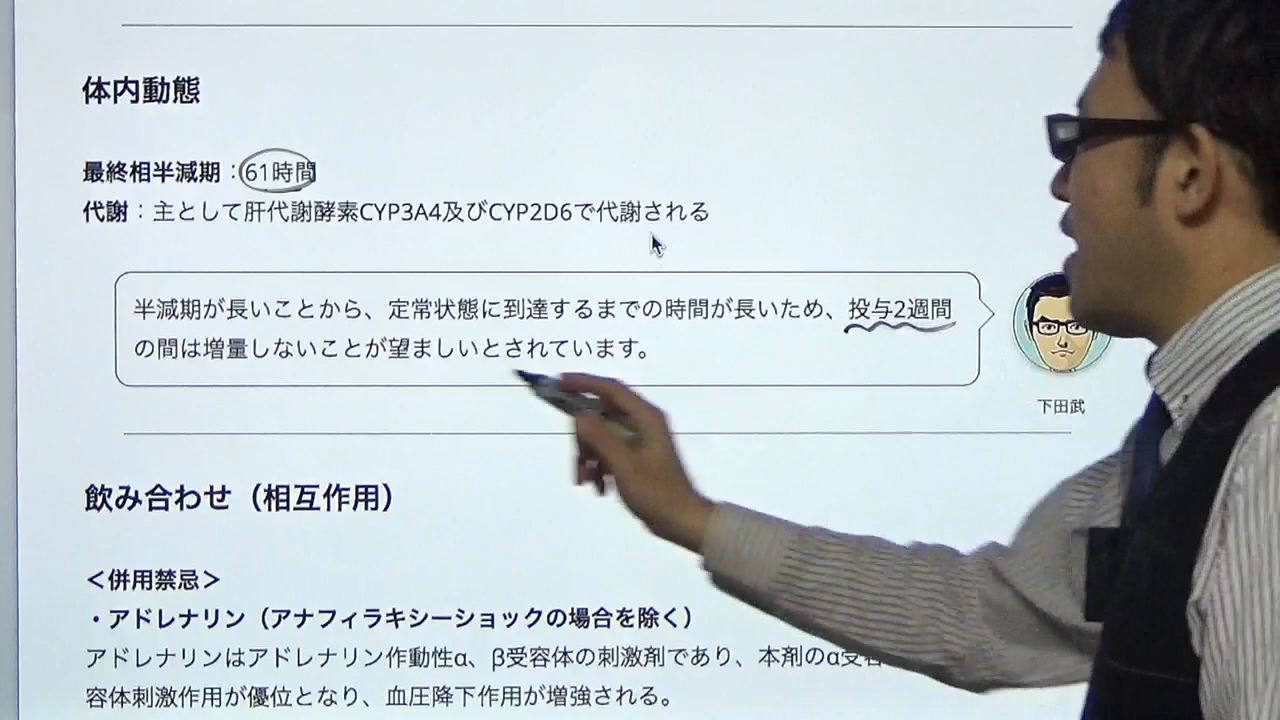 体内動態
最終相半減期：61時間
代謝：主として肝代謝酵素CYP3A4及びCYP2D6で代謝される
半減期が長いことから、定常状態に到達するまでの時間が長いため、投与2週間
の間は増量しないことが望ましいとされています。
下田武
飲み合わせ（相互作用）
＜併用禁忌＞
・アドレナリン（アナフィラキシーショックの場合を除く）
アドレナリンはアドレナリン作動性α、β受容体の刺激剤であり、本剤のα受容
容体刺激作用が優位となり、血圧降下作用が増強される。